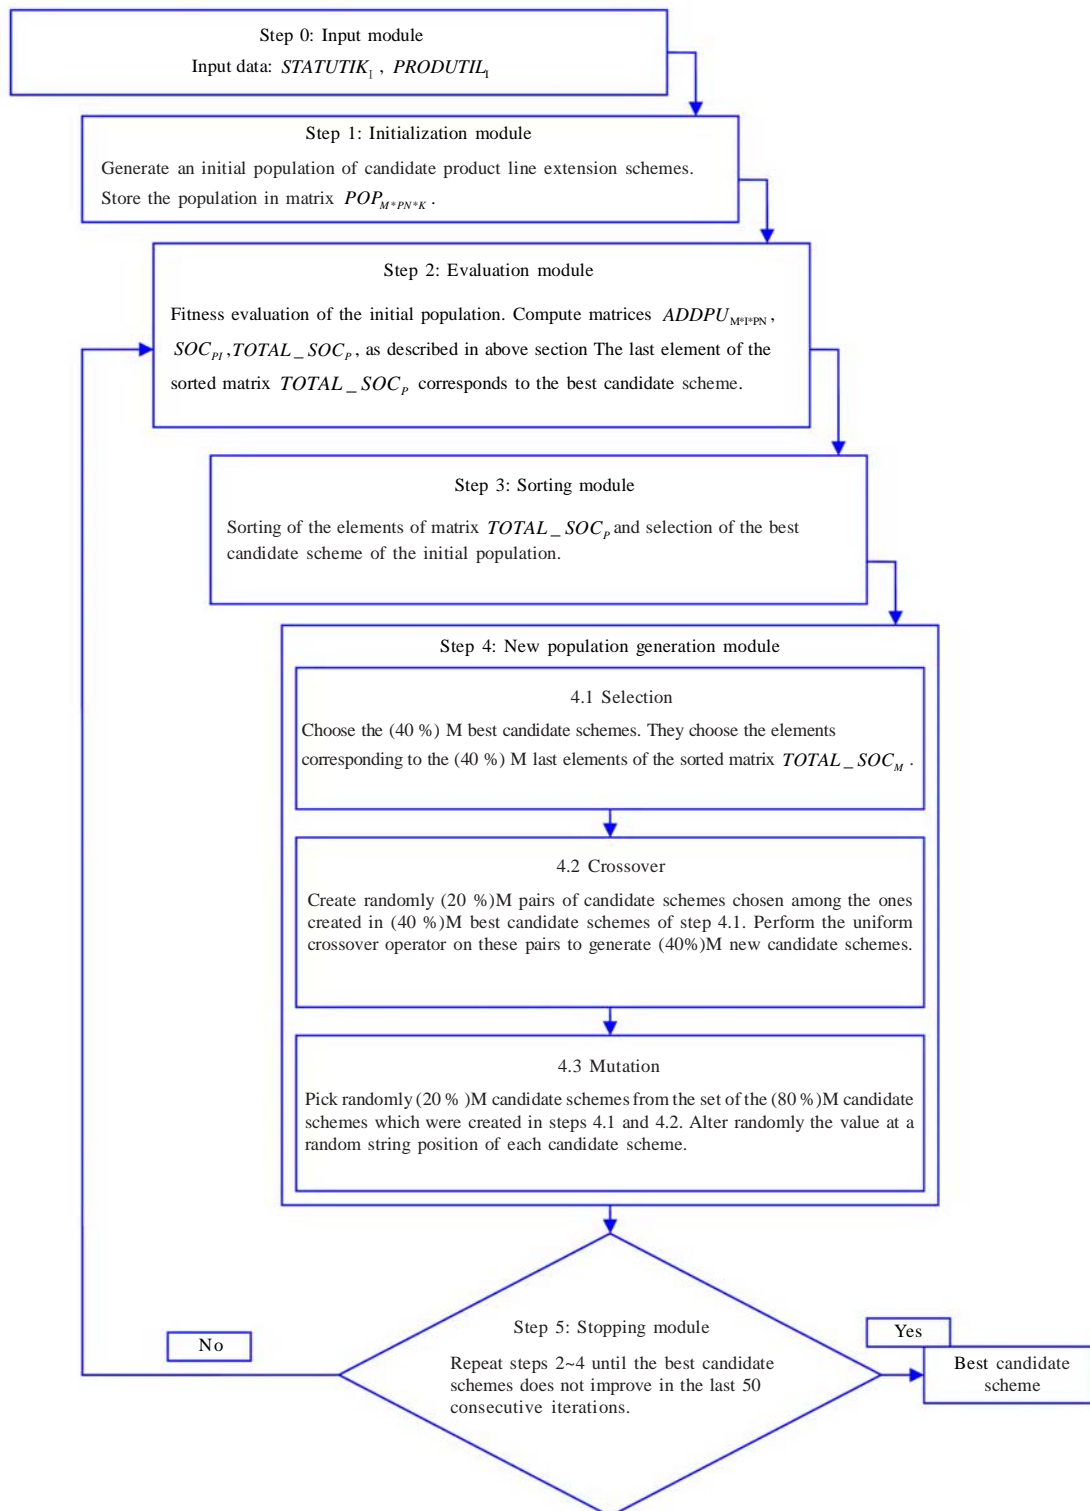 Step 0: Input module
Input data: STATUTIK_I , PRODUTIL_I
Step 1: Initialization module
Generate an initial population of candidate product line extension schemes.
Store the population in matrix POP_M*PN*K .
Step 2: Evaluation module
Fitness evaluation of the initial population. Compute matrices ADDPU_M*I*PN ,
SOC_PI ,TOTAL_SOC_P , as described in above section The last element of the
sorted matrix TOTAL_SOC_P corresponds to the best candidate scheme.
Step 3: Sorting module
Sorting of the elements of matrix TOTAL_SOC_P and selection of the best
candidate scheme of the initial population.
Step 4: New population generation module
4.1 Selection
Choose the (40 %) M best candidate schemes. They choose the elements
corresponding to the (40 %) M last elements of the sorted matrix TOTAL_SOC_M .
4.2 Crossover
Create randomly (20 %)M pairs of candidate schemes chosen among the ones
created in (40 %)M best candidate schemes of step 4.1. Perform the uniform
crossover operator on these pairs to generate (40%)M new candidate schemes.
4.3 Mutation
Pick randomly (20 % )M candidate schemes from the set of the (80 %)M candidate
schemes which were created in steps 4.1 and 4.2. Alter randomly the value at a
random string position of each candidate scheme.
Step 5: Stopping module
Repeat steps 2~4 until the best candidate
schemes does not improve in the last 50
consecutive iterations.
No
Yes
Best candidate
scheme